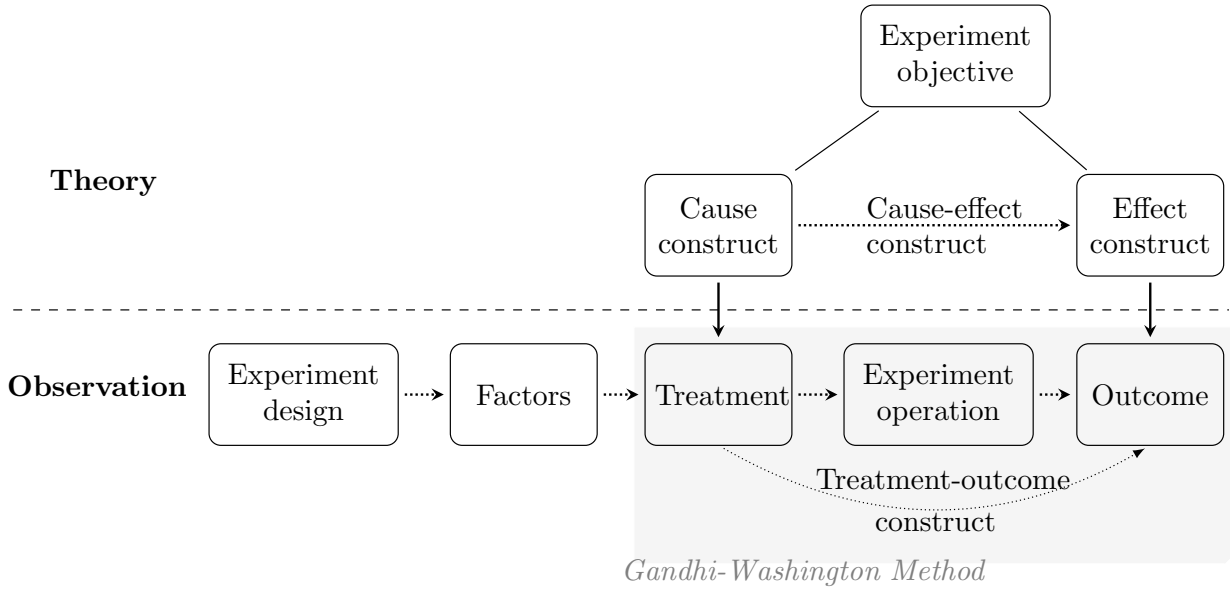 Experiment
objective
Theory
Cause
construct
Cause-effect
construct
Effect
construct
Observation
Experiment
design
Factors
Treatment
Experiment
operation
Outcome
Treatment-outcome
construct
Gandhi-Washington Method